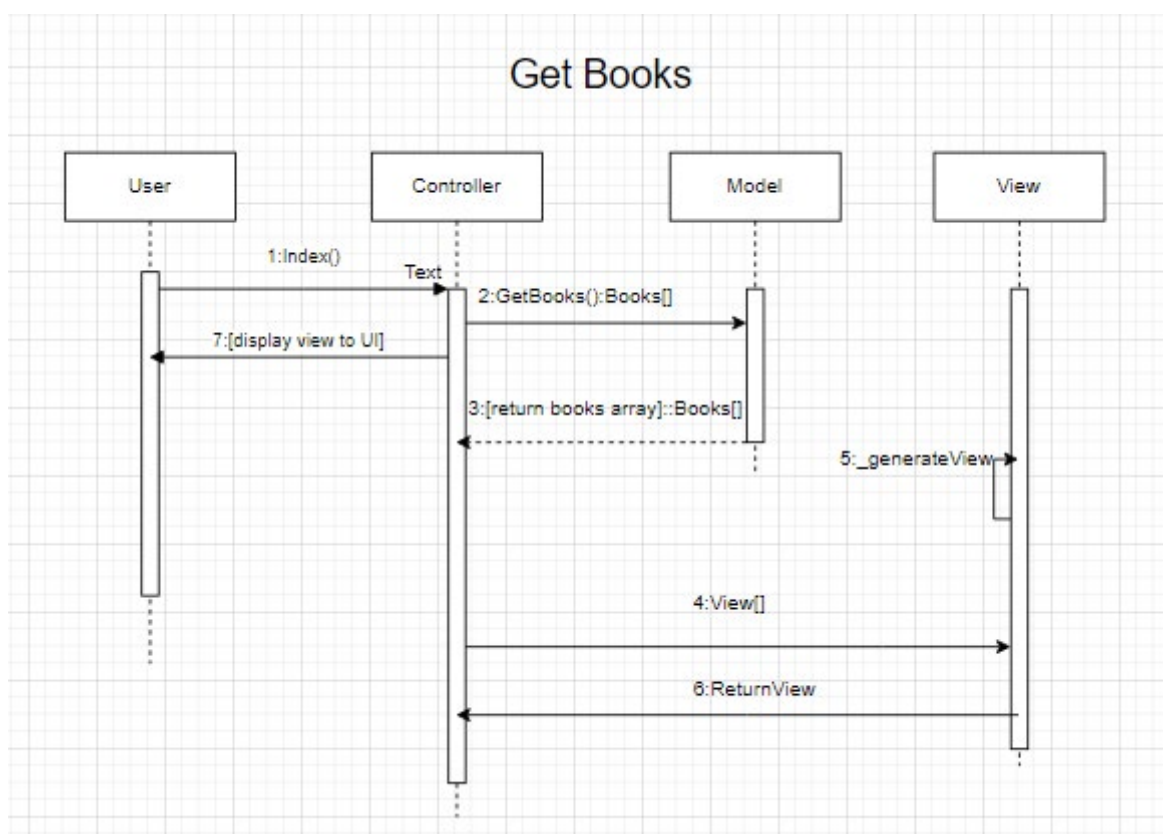 Get Books
User
Controller
Model
View
1:Index()
Text
2:GetBooks():Books[]
7:[display view to UI]
3:[return books array]::Books[]
5:_generateView
4:View[]
6:ReturnView